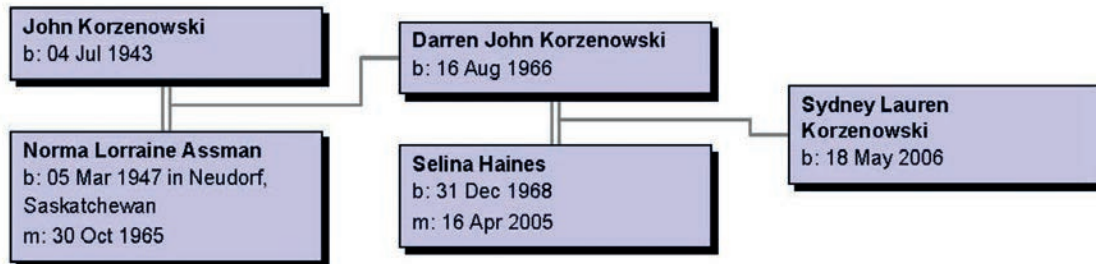 John Korzenowski
b: 04 Jul 1943
Norma Lorraine Assman
b: 05 Mar 1947 in Neudorf,
Saskatchewan
m: 30 Oct 1965
Darren John Korzenowski
b: 16 Aug 1966
Selina Haines
b: 31 Dec 1968
m: 16 Apr 2005
Sydney Lauren
Korzenowski
b: 18 May 2006